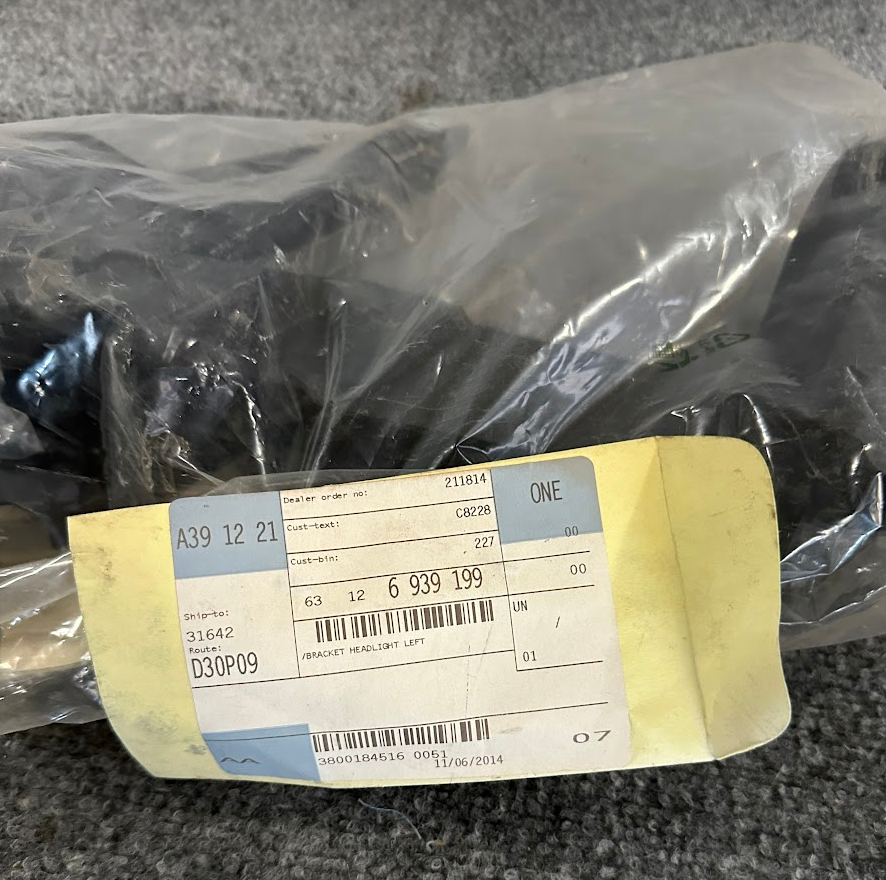 A39 12 21
Dealer order no: 211814
Cust-text: C8228
Cust-bin: 227
ONE
00
63 12 6 939 199
00
/BRACKET HEADLIGHT LEFT
UN
/
01
Ship-to:
31642
Route:
D30P09
AA
3800184516 0051
11/06/2014
07